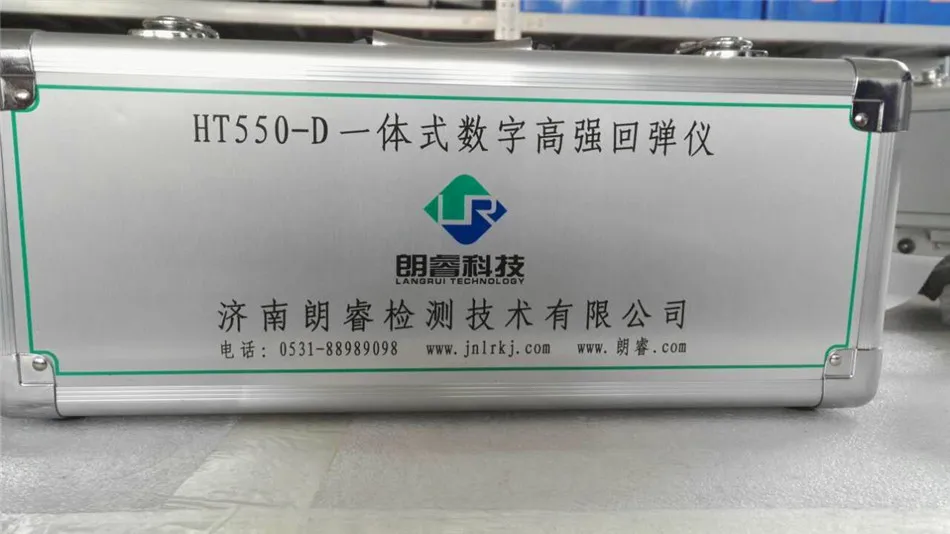 HT550-D一体式数字高强回弹仪
LR
朗睿科技
LANGRUI TECHNOLOGY
济南朗睿检测技术有限公司
电话: 0531-88989098 www.jnlrkj.com www.朗睿.com